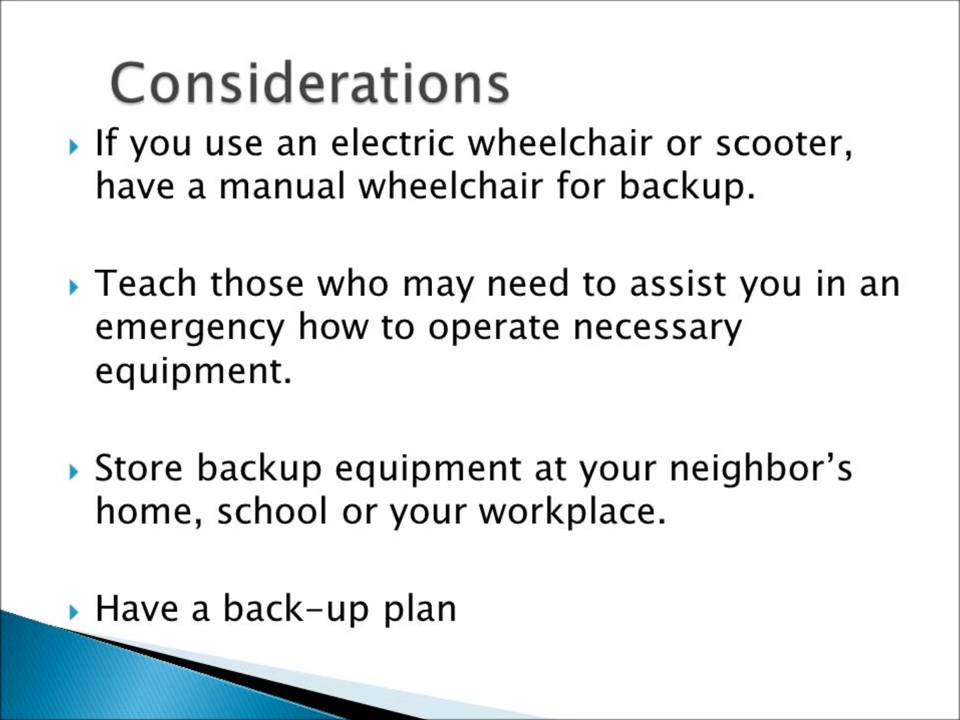 Considerations
If you use an electric wheelchair or scooter,
have a manual wheelchair for backup.
Teach those who may need to assist you in an
emergency how to operate necessary
equipment.
Store backup equipment at your neighbor’s
home, school or your workplace.
Have a back-up plan